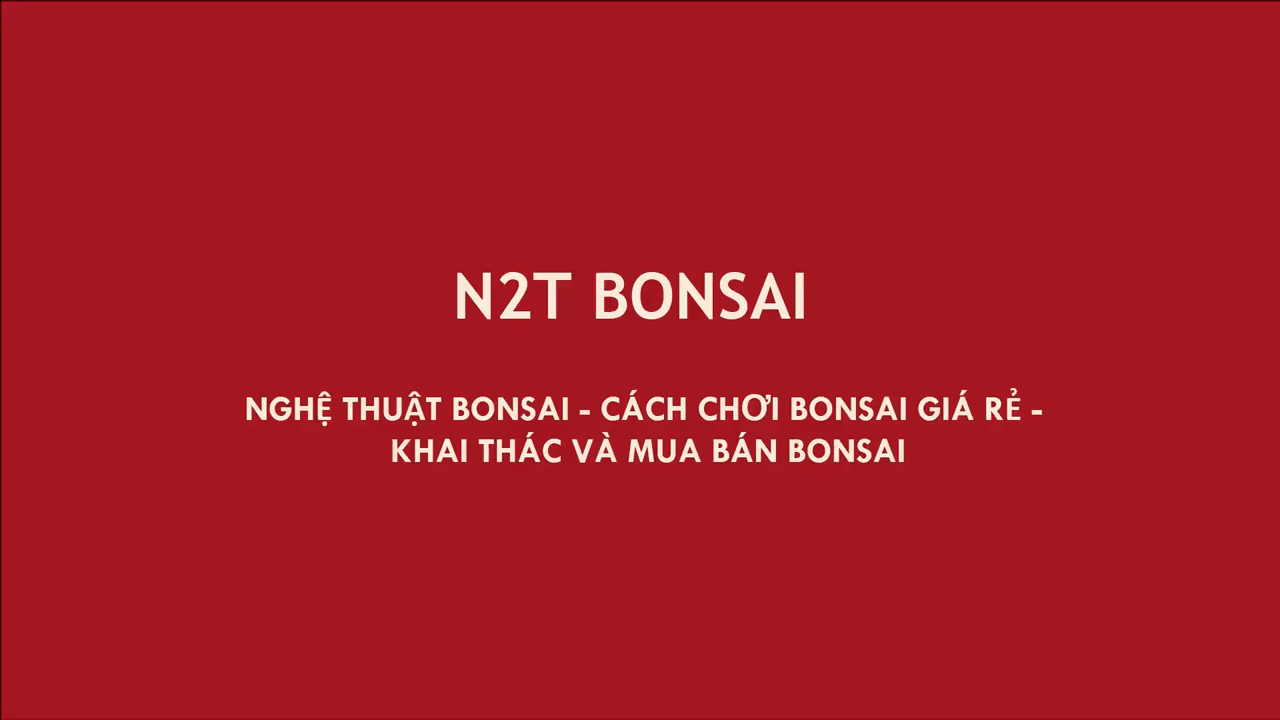 N2T BONSAI
NGHỆ THUẬT BONSAI - CÁCH CHƠI BONSAI GIÁ RẺ -
KHAI THÁC VÀ MUA BÁN BONSAI